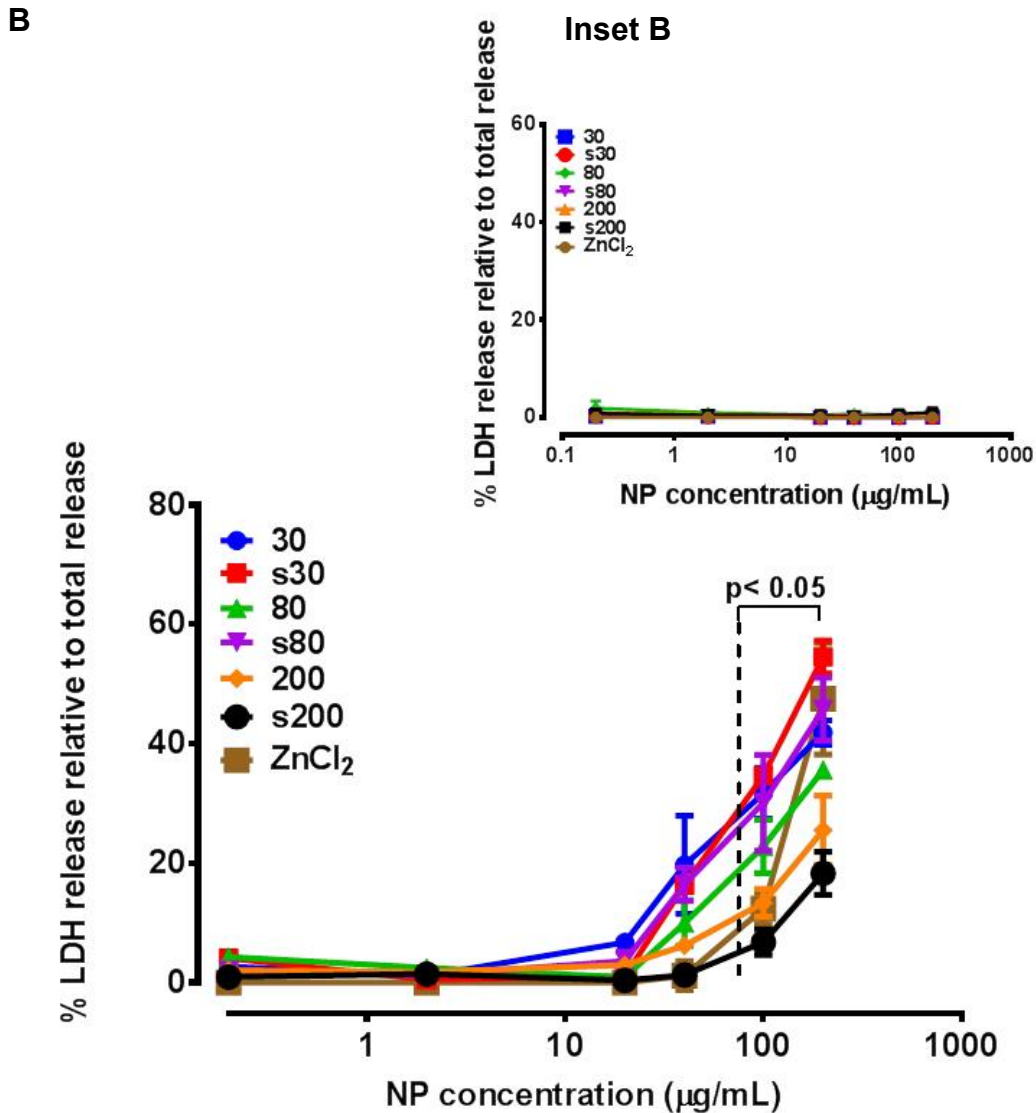 B
Inset B
% LDH release relative to total release
60
40
20
0
30
s30
80
s80
200
s200
ZnCl₂
0.1
1
10
100
1000
NP concentration (μg/mL)
% LDH release relative to total release
80
60
40
20
0
30
s30
80
s80
200
s200
ZnCl₂
p< 0.05
1
10
100
1000
NP concentration (μg/mL)